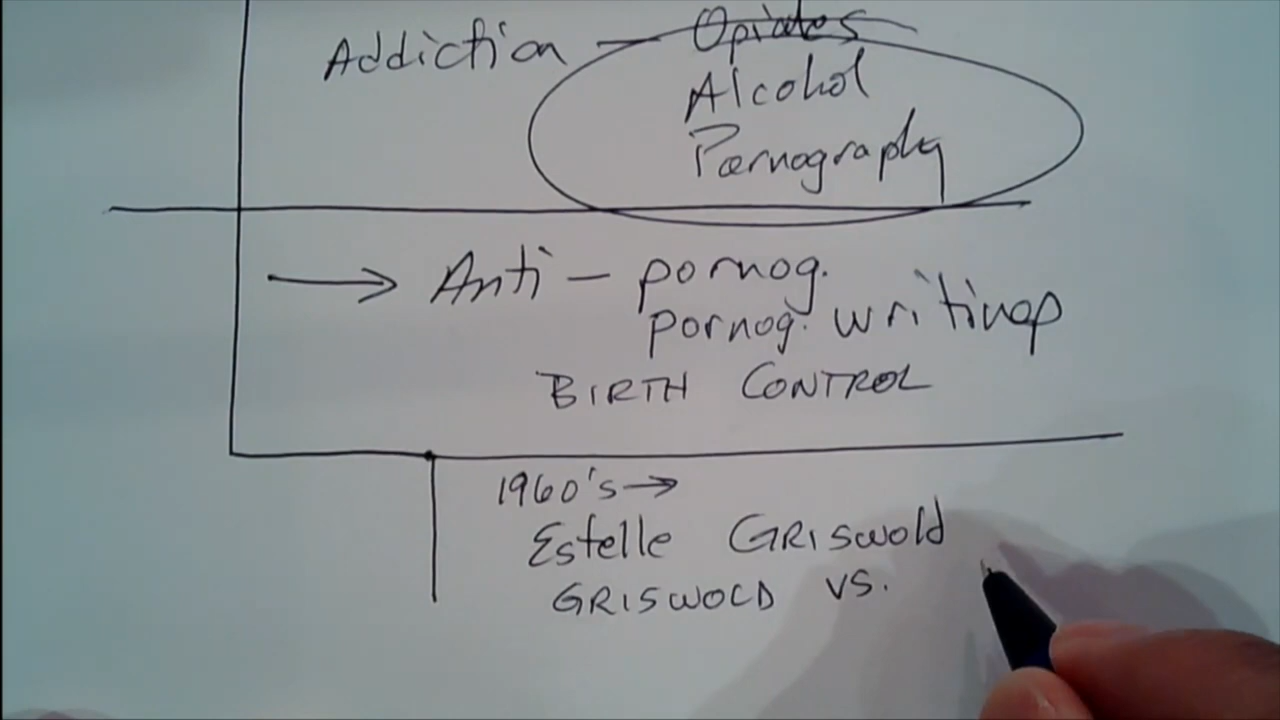 Addiction — Opiates
Alcohol
Pornography
→ Anti - pornog.
pornog. writing
BIRTH CONTROL
1960's →
Estelle GRiswold
GRISWOLD VS.